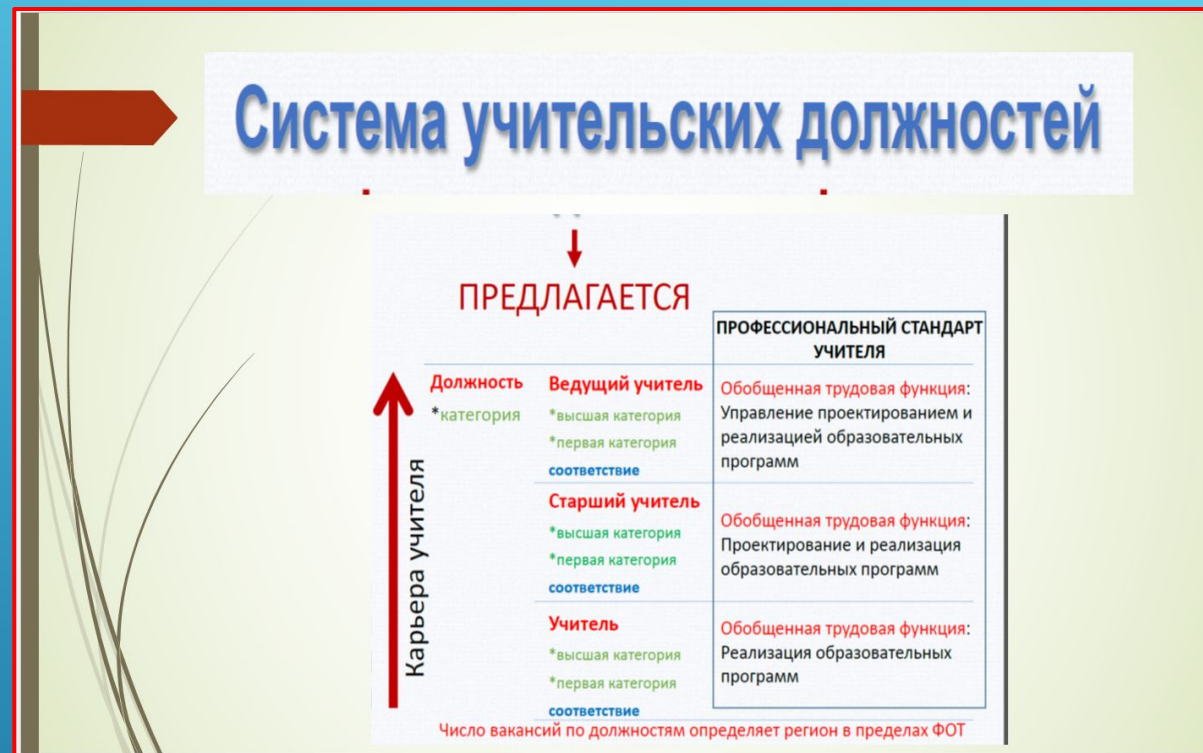 Система учительских должностей
ПРЕДЛАГАЕТСЯ
ПРОФЕССИОНАЛЬНЫЙ СТАНДАРТ
УЧИТЕЛЯ
Карьера учителя
Должность
*категория
Ведущий учитель
*высшая категория
*первая категория
соответствие
Обобщенная трудовая функция:
Управление проектированием и
реализацией образовательных
программ
Старший учитель
*высшая категория
*первая категория
соответствие
Обобщенная трудовая функция:
Проектирование и реализация
образовательных программ
Учитель
*высшая категория
*первая категория
соответствие
Обобщенная трудовая функция:
Реализация образовательных
программ
Число вакансий по должностям определяет регион в пределах ФОТ